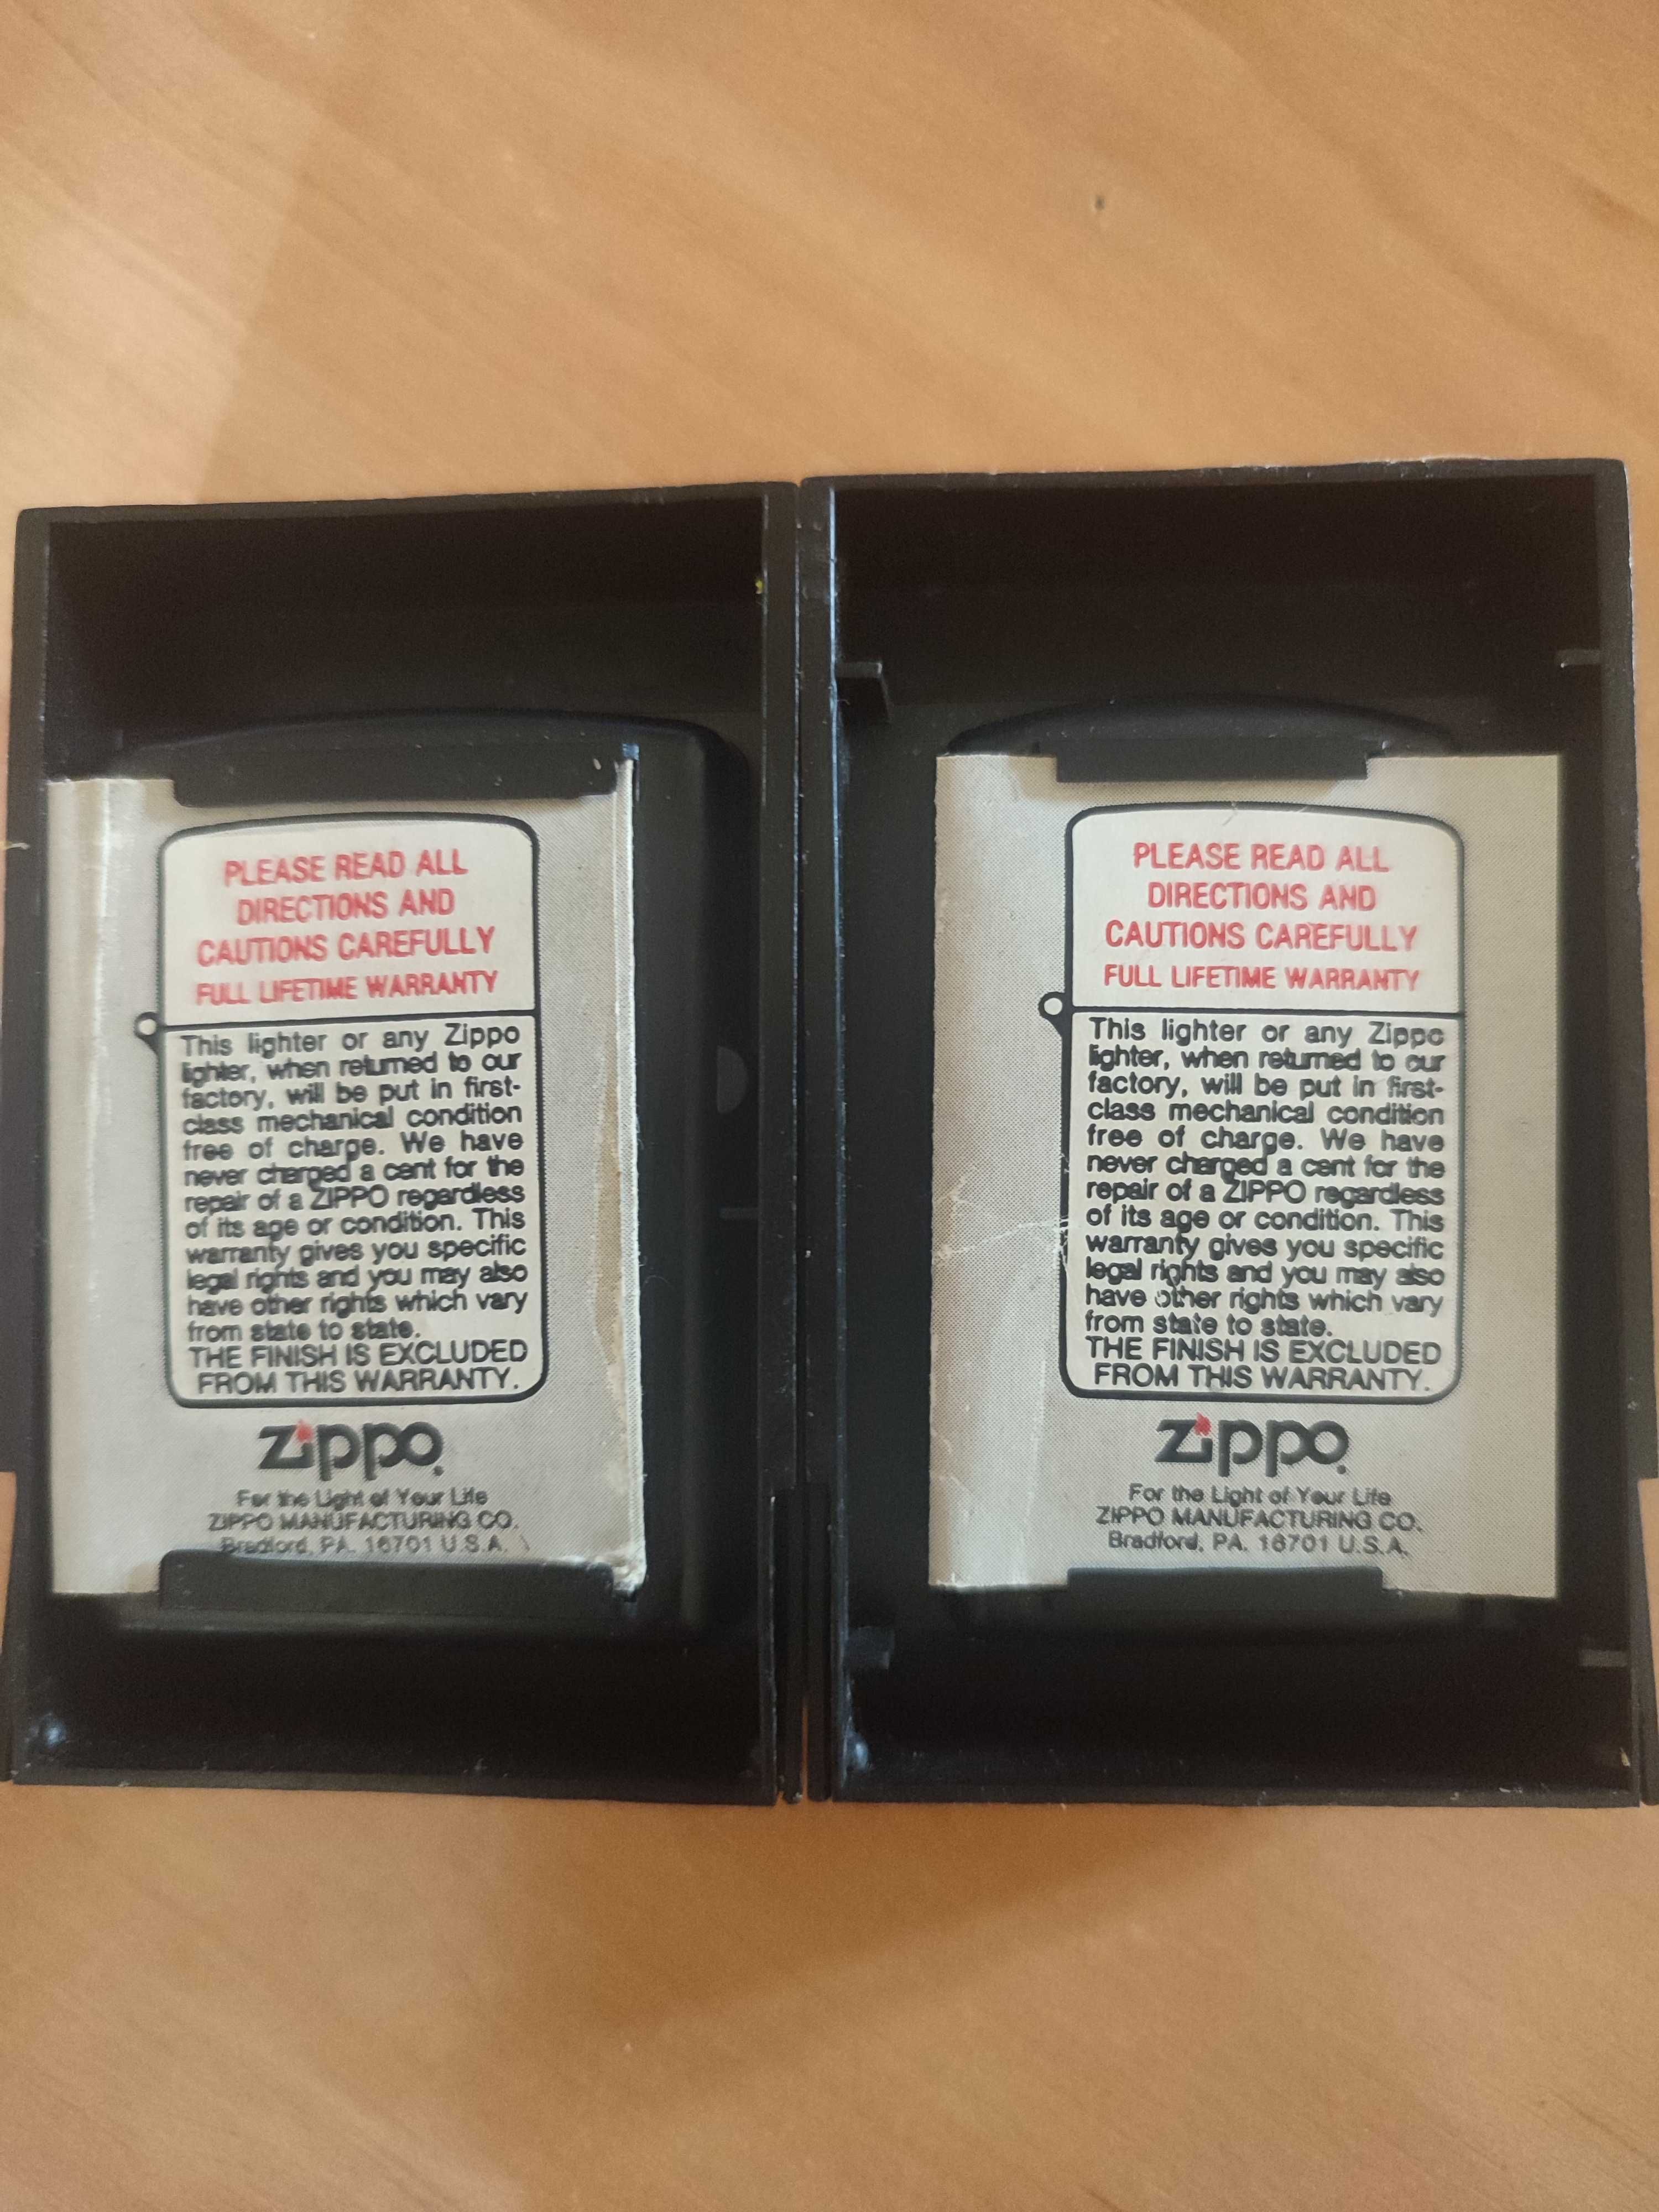 PLEASE READ ALL
DIRECTIONS AND
CAUTIONS CAREFULLY
FULL LIFETIME WARRANTY
This lighter or any Zippo
lighter, when returned to our
factory, will be put in first-
class mechanical condition
free of charge. We have
never charged a cent for the
repair of a ZIPPO regardless
of its age or condition. This
warranty gives you specific
legal rights and you may also
have other rights which vary
from state to state.
THE FINISH IS EXCLUDED
FROM THIS WARRANTY.
Zippo
For the Light of Your Life
ZIPPO MANUFACTURING CO.
Bradford, PA. 16701 U.S.A.
PLEASE READ ALL
DIRECTIONS AND
CAUTIONS CAREFULLY
FULL LIFETIME WARRANTY
This lighter or any Zippo
lighter, when returned to our
factory, will be put in first-
class mechanical condition
free of charge. We have
never charged a cent for the
repair of a ZIPPO regardless
of its age or condition. This
warranty gives you specific
legal rights and you may also
have other rights which vary
from state to state.
THE FINISH IS EXCLUDED
FROM THIS WARRANTY.
Zippo
For the Light of Your Life
ZIPPO MANUFACTURING CO.
Bradford, PA. 16701 U.S.A.